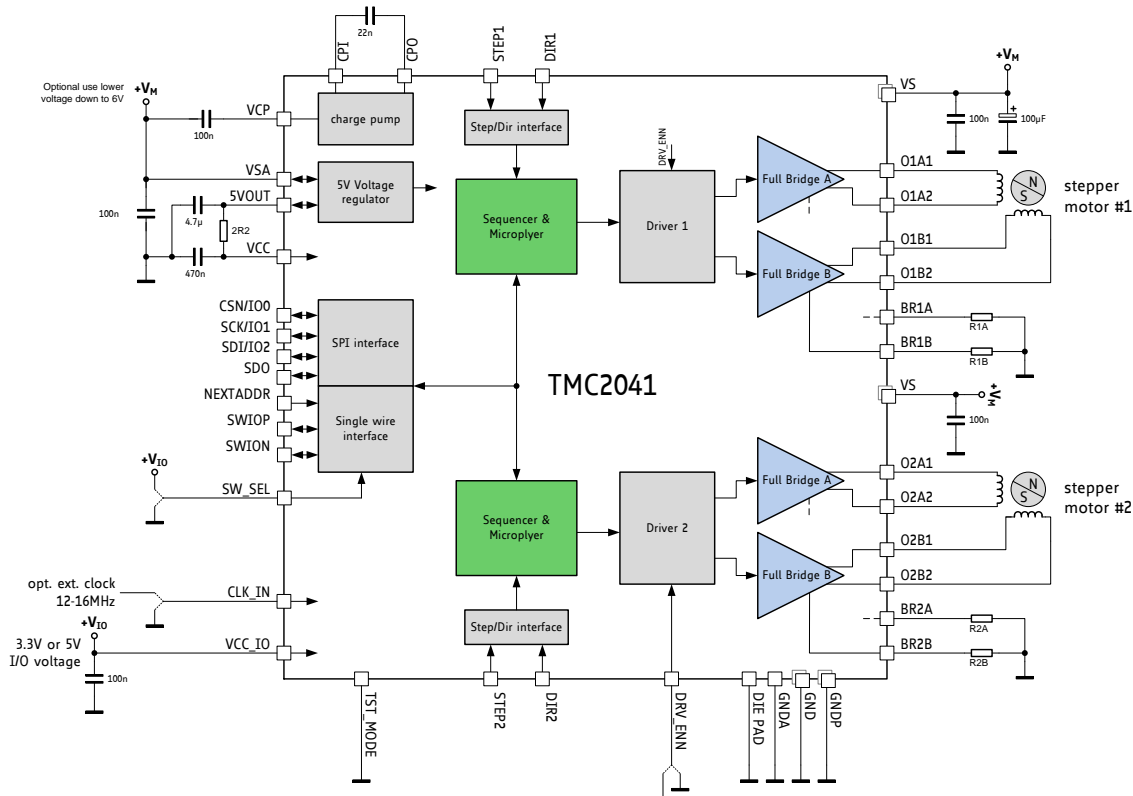 22n
CPI
CPO
STEP1
DIR1
+VM
Optional use lower
voltage down to 6V
+VM
VCP
100n
charge pump
Step/Dir interface
VS
100n
+
100µF
VSA
5VOUT
5V Voltage
regulator
100n
4.7µ
2R2
470n
VCC
Sequencer &
Microplyer
DRV_ENN
Driver 1
Full Bridge A
Full Bridge B
O1A1
O1A2
O1B1
O1B2
N
S
stepper
motor #1
BR1A
R1A
BR1B
R1B
CSN/IO0
SCK/IO1
SDI/IO2
SDO
SPI interface
NEXTADDR
SWIOP
SWION
Single wire
interface
TMC2041
VS
+VM
100n
+VIO
SW_SEL
Sequencer &
Microplyer
Driver 2
Full Bridge A
Full Bridge B
O2A1
O2A2
O2B1
O2B2
N
S
stepper
motor #2
opt. ext. clock
12-16MHz
CLK_IN
+VIO
3.3V or 5V
I/O voltage
VCC_IO
100n
Step/Dir interface
BR2A
R2A
BR2B
R2B
TST_MODE
STEP2
DIR2
DRV_ENN
DIE PAD
GNDA
GND
GNDP